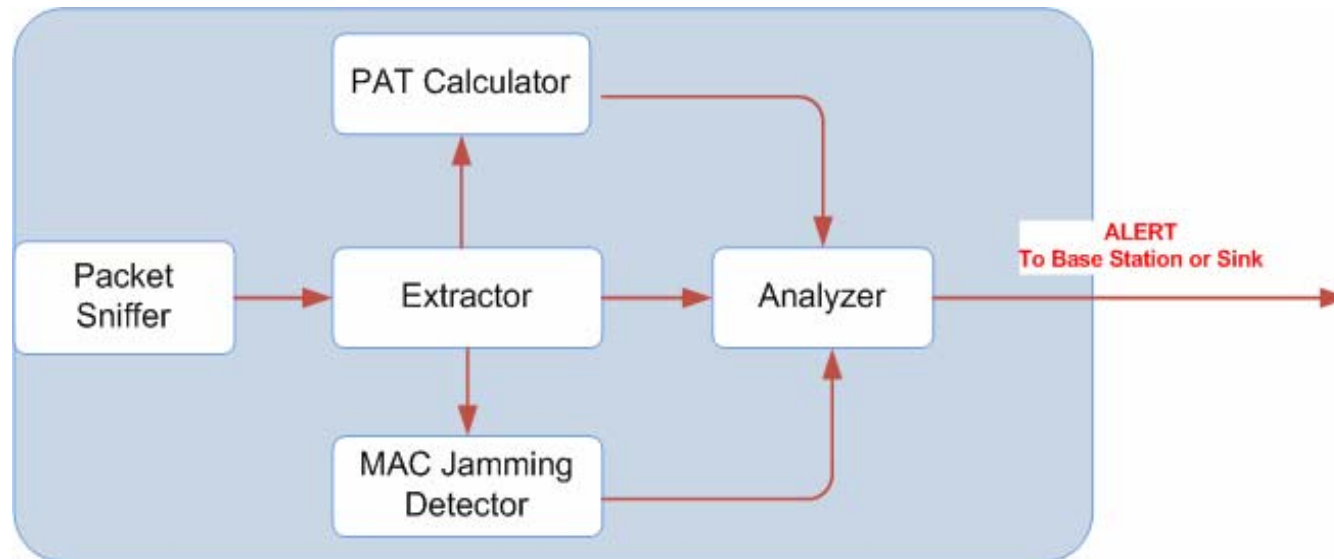 PAT Calculator
Packet
Sniffer
Extractor
Analyzer
ALERT
To Base Station or Sink
MAC Jamming
Detector